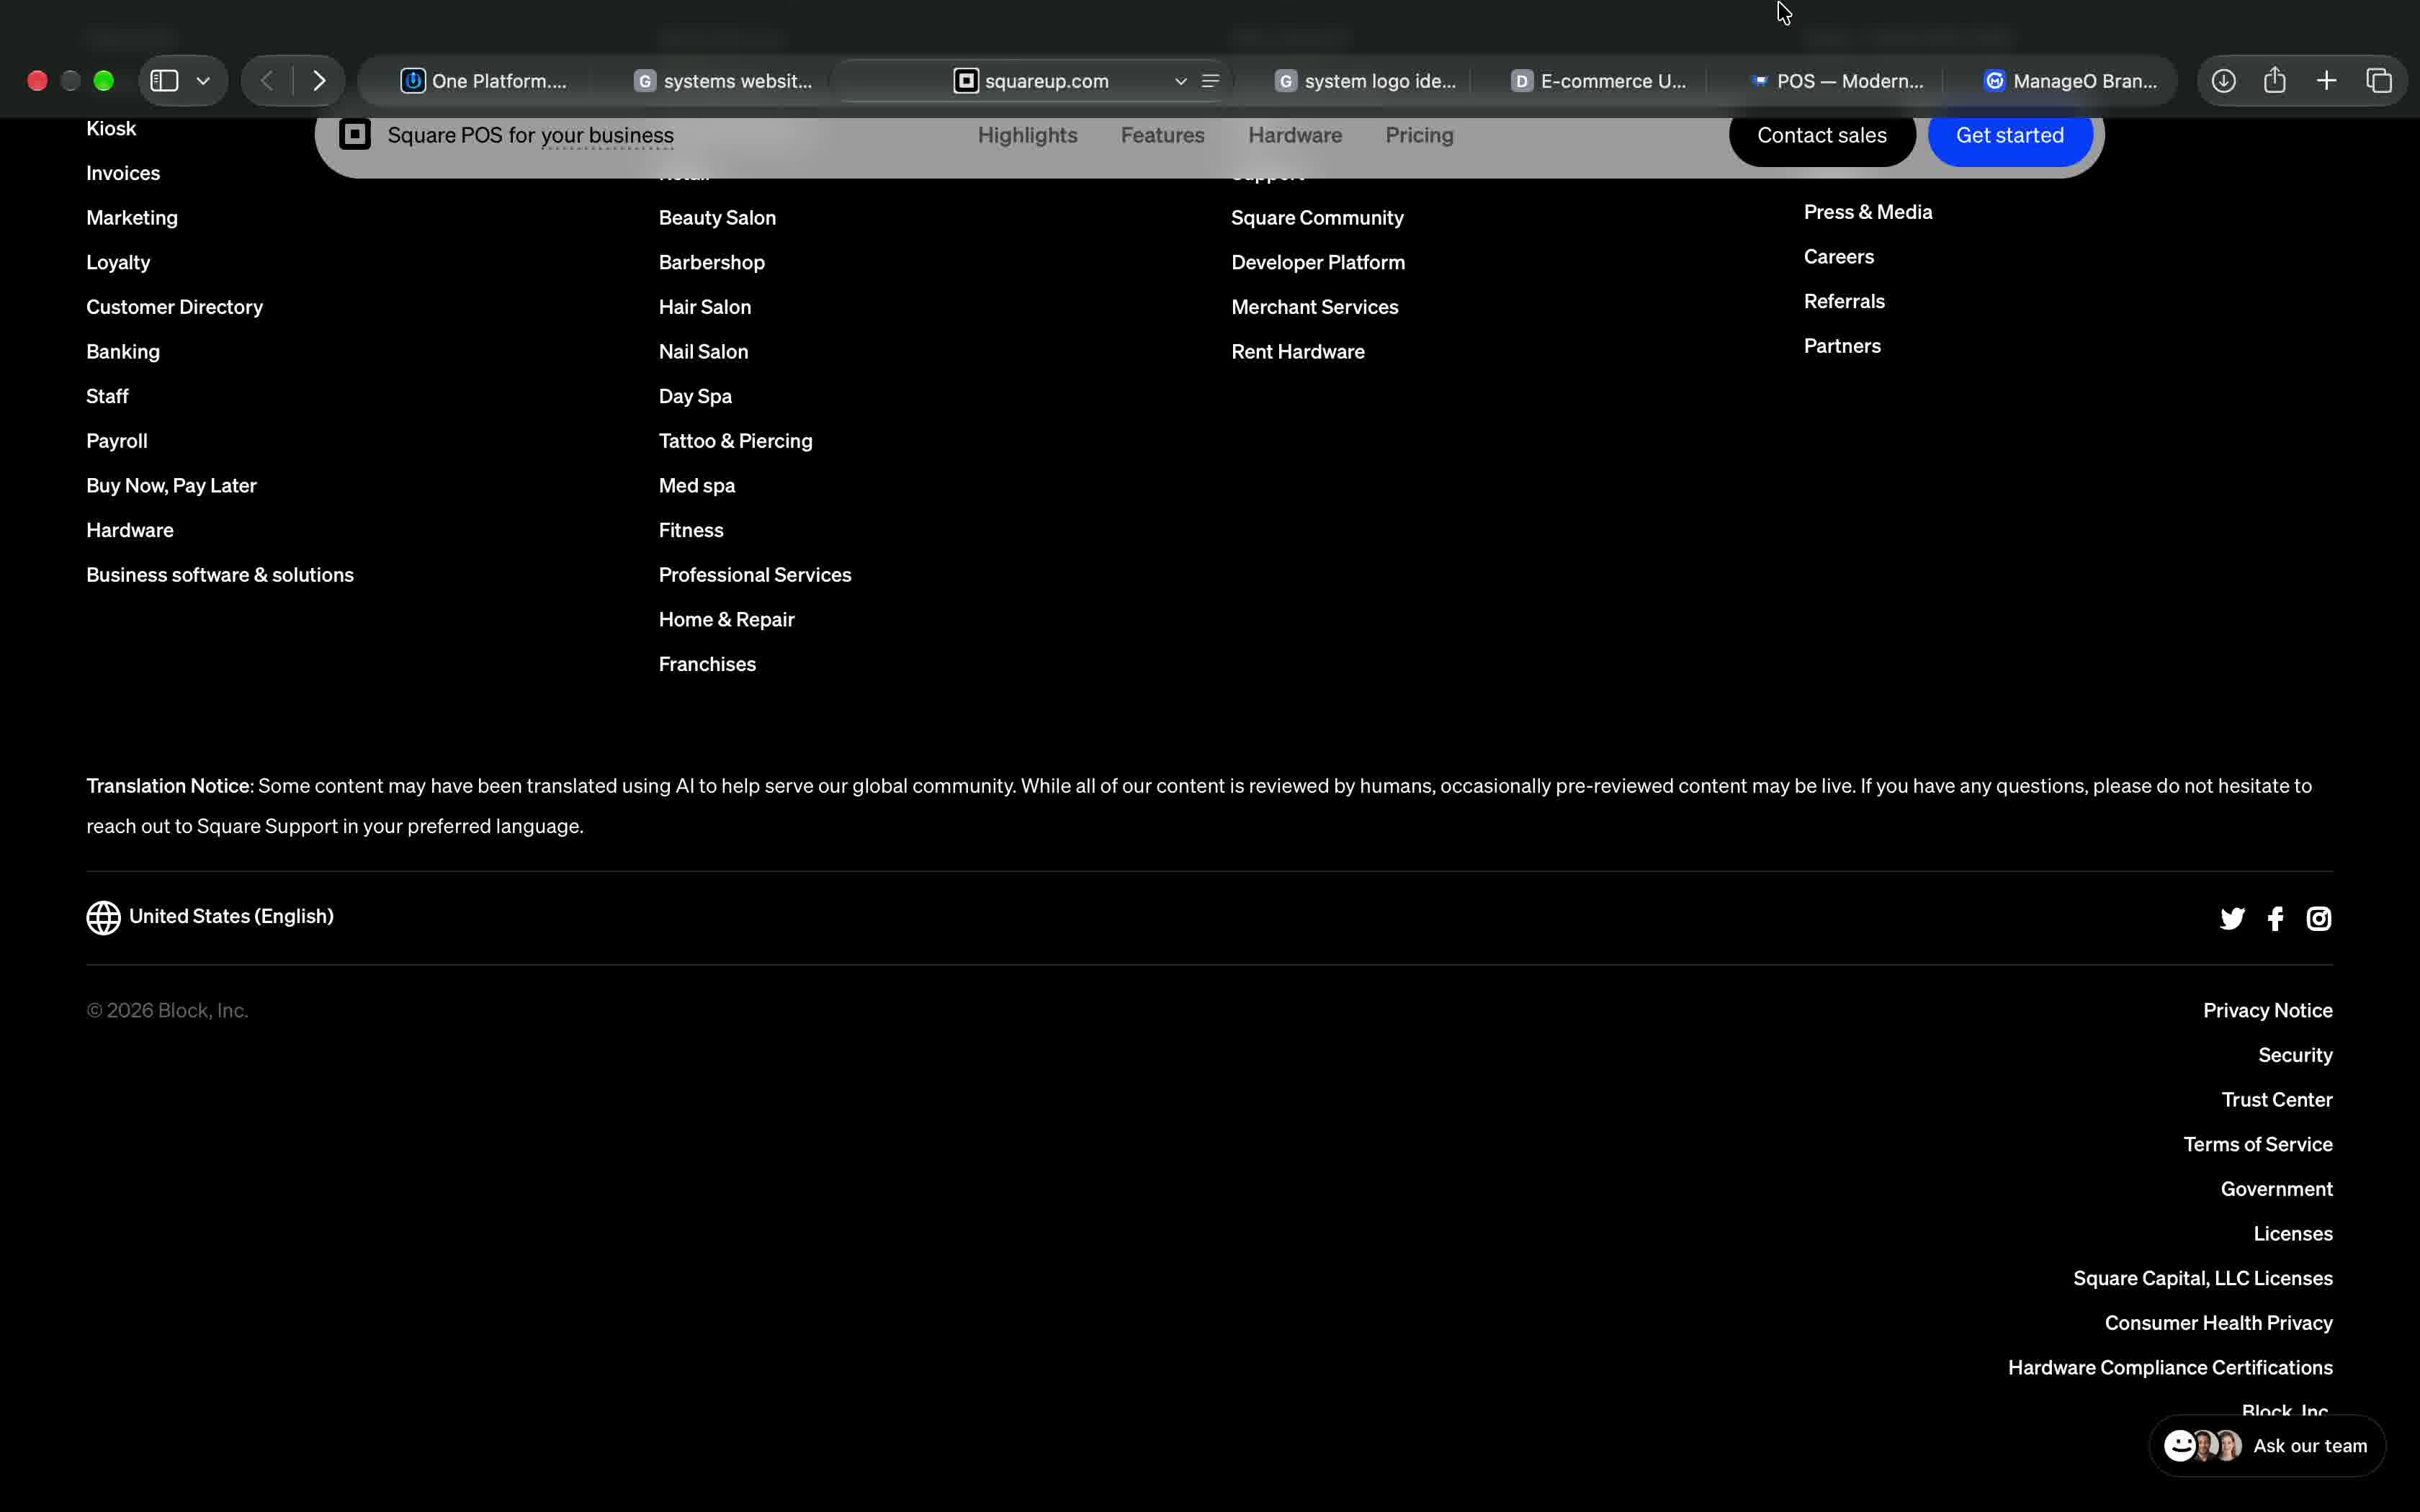 One Platform....
systems websit...
squareup.com
system logo ide...
E-commerce U...
POS — Modern...
ManageO Bran...
Square POS for your business
Highlights
Features
Hardware
Pricing
Contact sales
Get started
Kiosk
Invoices
Marketing
Loyalty
Customer Directory
Banking
Staff
Payroll
Buy Now, Pay Later
Hardware
Business software & solutions
Beauty Salon
Barbershop
Hair Salon
Nail Salon
Day Spa
Tattoo & Piercing
Med spa
Fitness
Professional Services
Home & Repair
Franchises
Support
Square Community
Developer Platform
Merchant Services
Rent Hardware
Press & Media
Careers
Referrals
Partners
Translation Notice: Some content may have been translated using AI to help serve our global community. While all of our content is reviewed by humans, occasionally pre-reviewed content may be live. If you have any questions, please do not hesitate to
reach out to Square Support in your preferred language.
United States (English)
© 2026 Block, Inc.
Privacy Notice
Security
Trust Center
Terms of Service
Government
Licenses
Square Capital, LLC Licenses
Consumer Health Privacy
Hardware Compliance Certifications
Block, Inc.
Ask our team